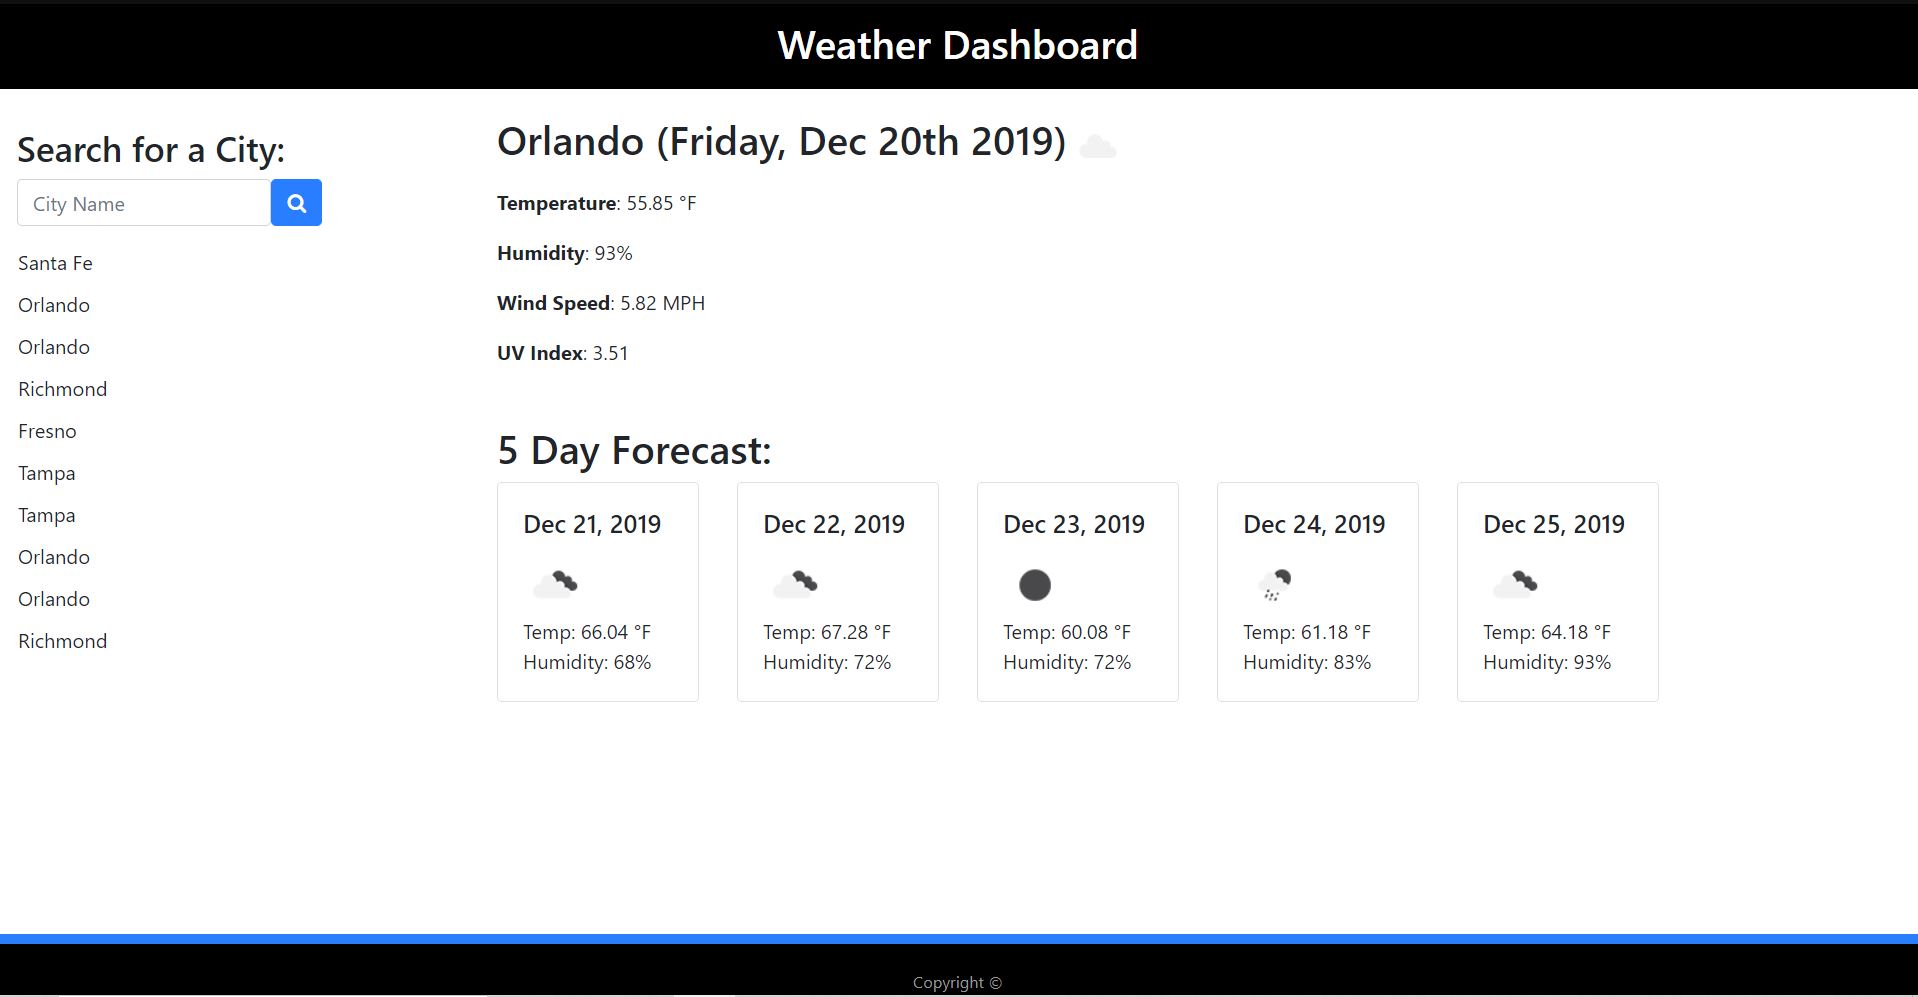 Weather Dashboard
Search for a City:
City Name
Santa Fe
Orlando
Orlando
Richmond
Fresno
Tampa
Tampa
Orlando
Orlando
Richmond
Orlando (Friday, Dec 20th 2019)
Temperature: 55.85 °F
Humidity: 93%
Wind Speed: 5.82 MPH
UV Index: 3.51
5 Day Forecast:
Dec 21, 2019
Temp: 66.04 °F
Humidity: 68%
Dec 22, 2019
Temp: 67.28 °F
Humidity: 72%
Dec 23, 2019
Temp: 60.08 °F
Humidity: 72%
Dec 24, 2019
Temp: 61.18 °F
Humidity: 83%
Dec 25, 2019
Temp: 64.18 °F
Humidity: 93%
Copyright ©